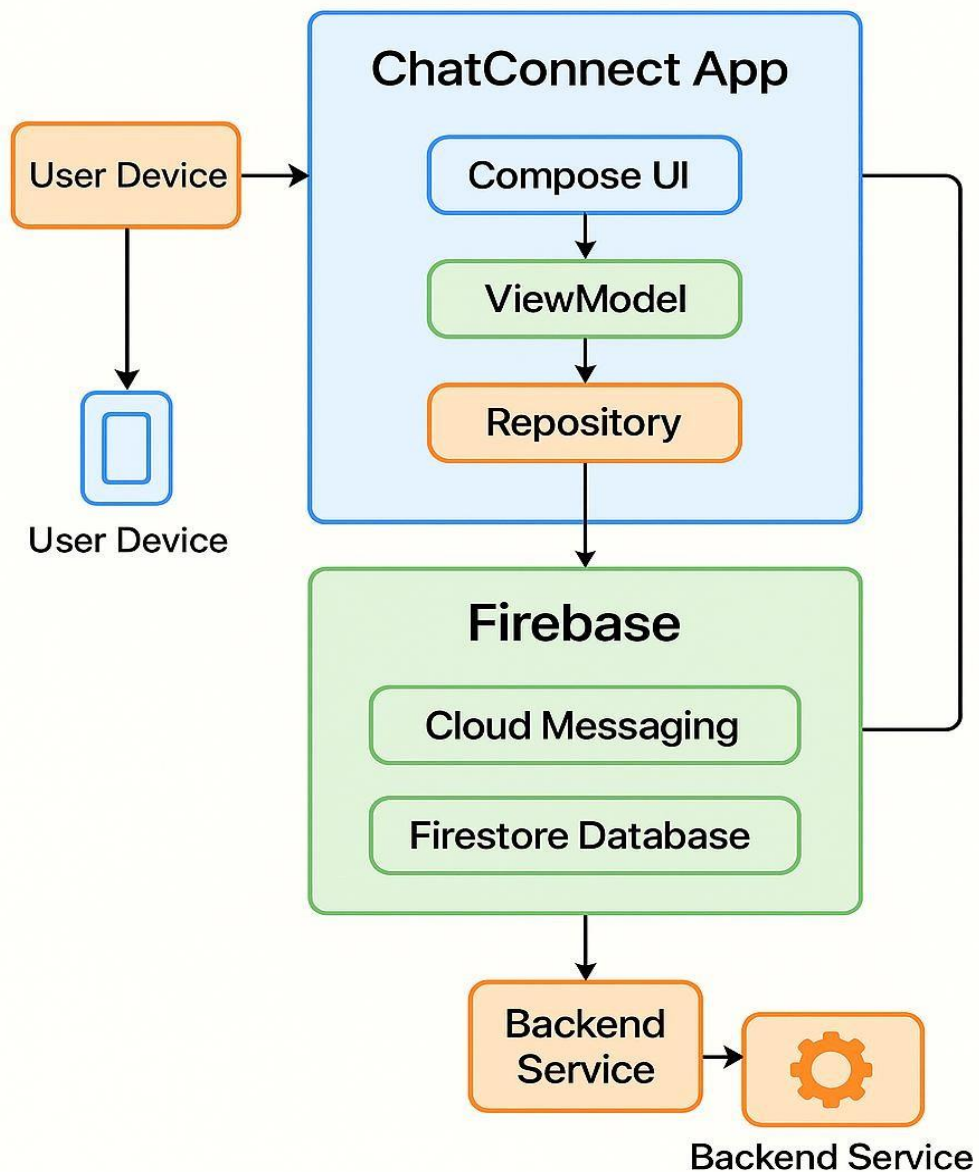 ChatConnect App
User Device
Compose UI
ViewModel
Repository
User Device
Firebase
Cloud Messaging
Firestore Database
Backend
Service
Backend Service